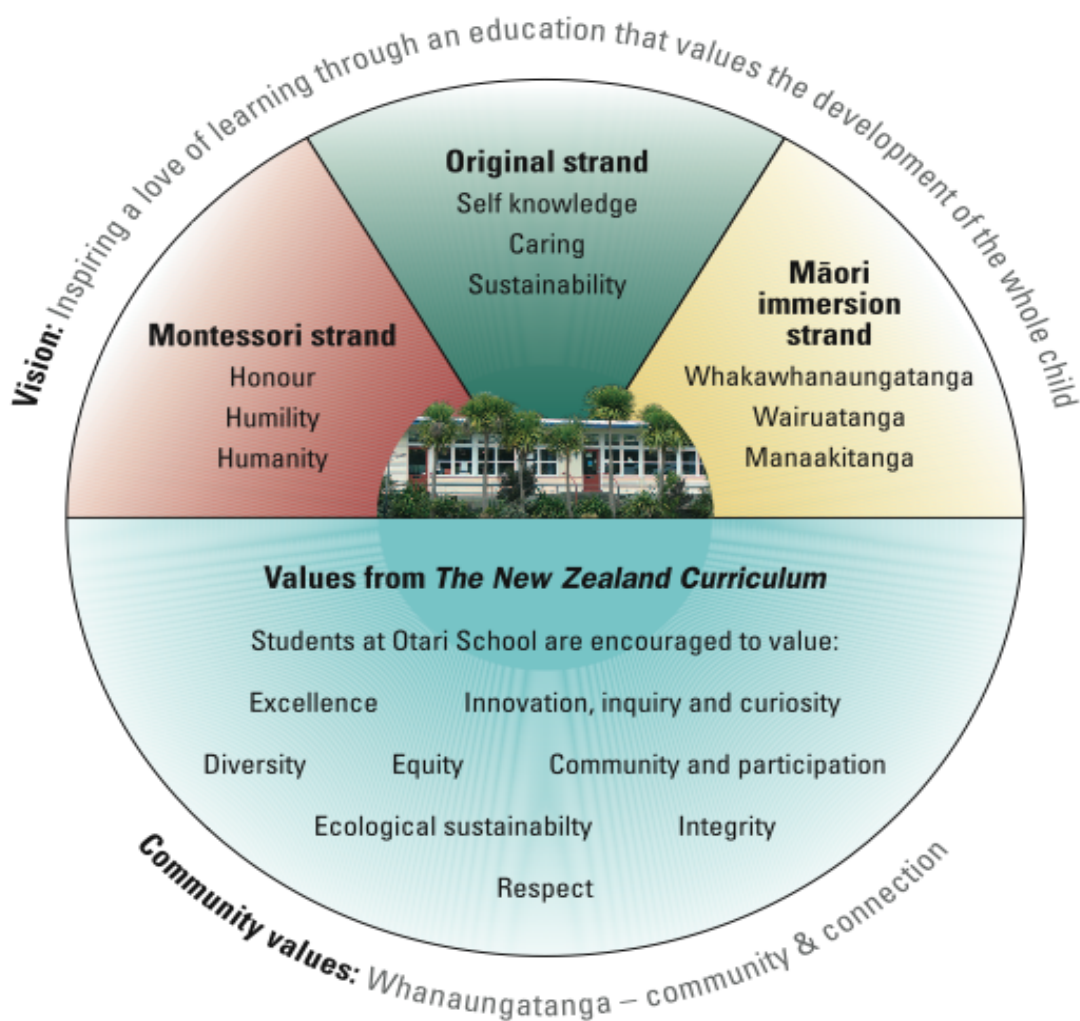 Vision: Inspiring a love of learning through an education that values the development of the whole child
Original strand
Self knowledge
Caring
Sustainability
Montessori strand
Honour
Humility
Humanity
Māori
immersion
strand
Whakawhanaungatanga
Wairuatanga
Manaakitanga
Values from The New Zealand Curriculum
Students at Otari School are encouraged to value:
Excellence Innovation, inquiry and curiosity
Diversity Equity Community and participation
Ecological sustainabilty Integrity
Respect
Community values: Whanaungatanga – community & connection